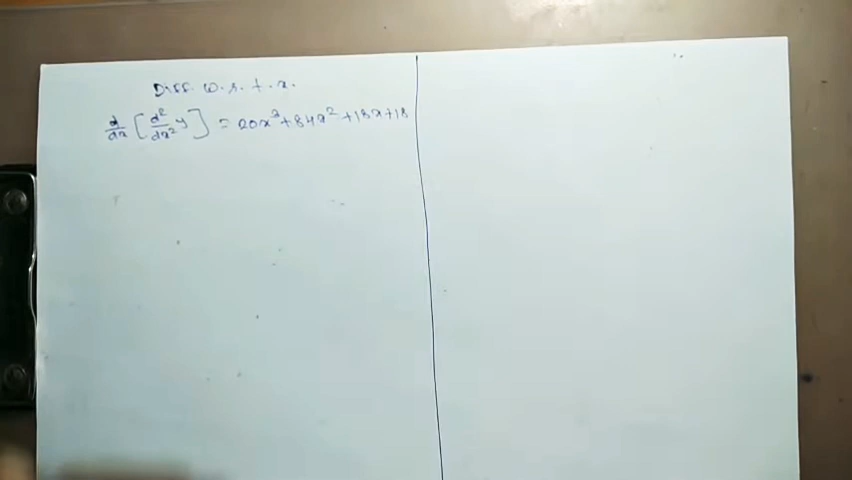 Diff. w.r.t.x.
d/dx [d²/dx² y] = 20x³+84x²+18x+18